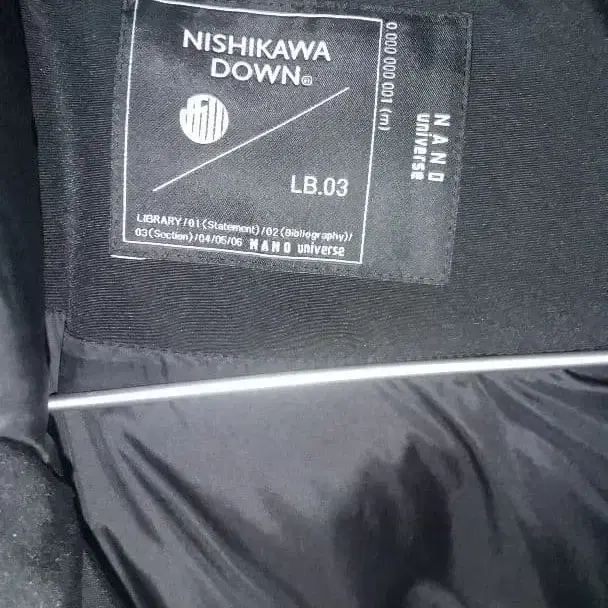 NISHIKAWA
DOWN®
LB.03
LIBRARY/01(Statement)/02(Bibliography)/
03(Section)/04/05/06 NANO universe
0.000 000 001 (m)
NANO
universe